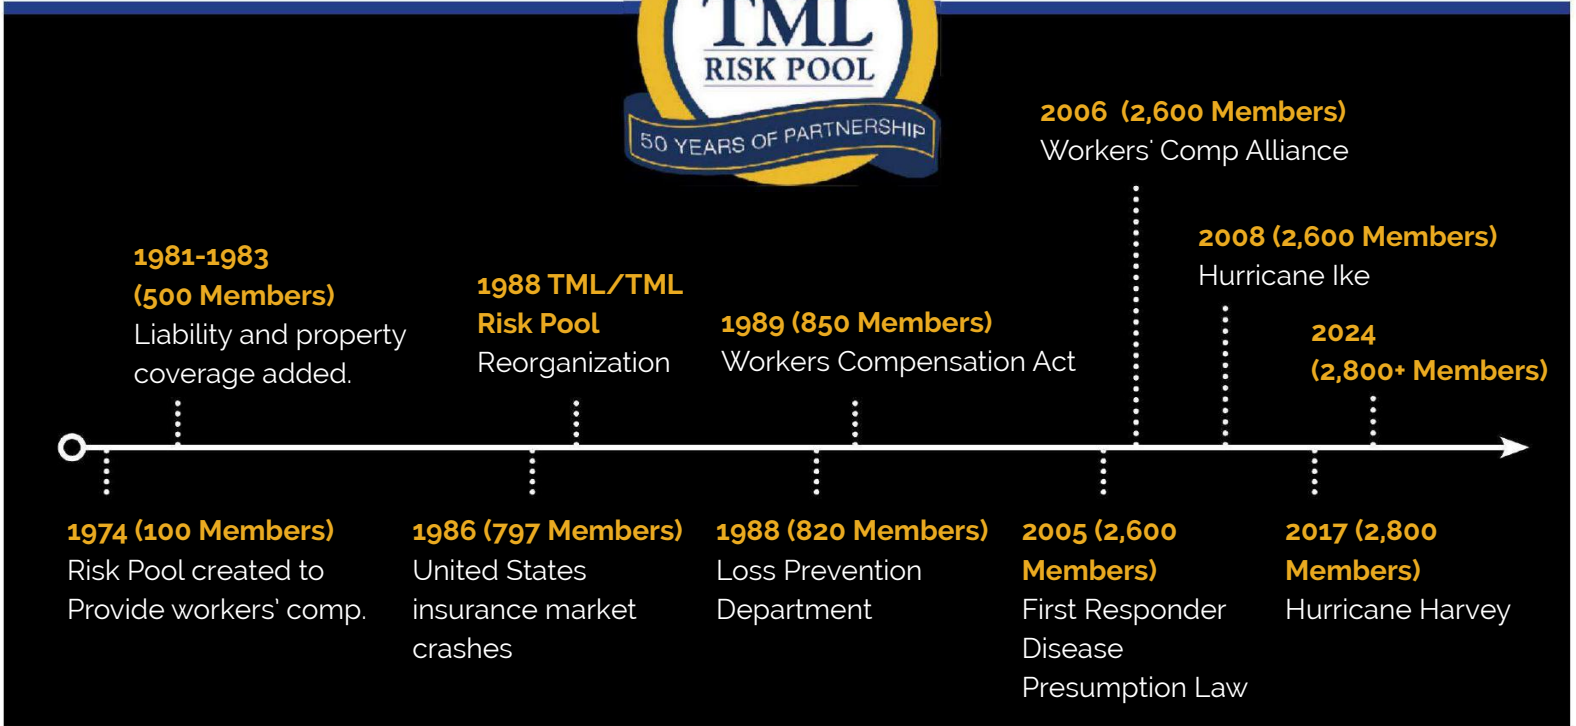 TML
RISK POOL
50 YEARS OF PARTNERSHIP
2006 (2,600 Members)
Workers' Comp Alliance
2008 (2,600 Members)
Hurricane Ike
1981-1983
(500 Members)
Liability and property
coverage added.
1988 TML/TML
Risk Pool
Reorganization
1989 (850 Members)
Workers Compensation Act
2024
(2,800+ Members)
1974 (100 Members)
Risk Pool created to
Provide workers’ comp.
1986 (797 Members)
United States
insurance market
crashes
1988 (820 Members)
Loss Prevention
Department
2005 (2,600
Members)
First Responder
Disease
Presumption Law
2017 (2,800
Members)
Hurricane Harvey